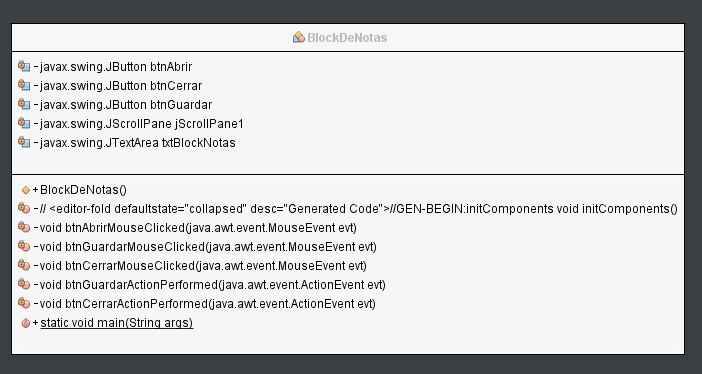 BlockDeNotas
-javax.swing.JButton btnAbrir
-javax.swing.JButton btnCerrar
-javax.swing.JButton btnGuardar
-javax.swing.JScrollPane jScrollPane1
-javax.swing.JTextArea txtBlockNotas
+BlockDeNotas()
-// <editor-fold defaultstate="collapsed" desc="Generated Code">//GEN-BEGIN:initComponents void initComponents()
-void btnAbrirMouseClicked(java.awt.event.MouseEvent evt)
-void btnGuardarMouseClicked(java.awt.event.MouseEvent evt)
-void btnCerrarMouseClicked(java.awt.event.MouseEvent evt)
-void btnGuardarActionPerformed(java.awt.event.ActionEvent evt)
-void btnCerrarActionPerformed(java.awt.event.ActionEvent evt)
+static void main(String args)